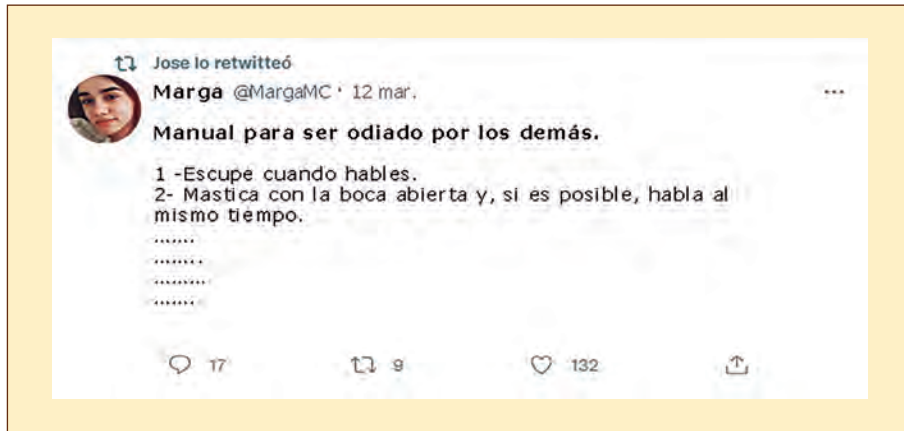 Jose lo retwitteó
Marga @MargaMC · 12 mar.
Manual para ser odiado por los demás.
1 -Escupe cuando hables.
2- Mastica con la boca abierta y, si es posible, habla al
mismo tiempo.
.......
........
.........
.......
17 9 132